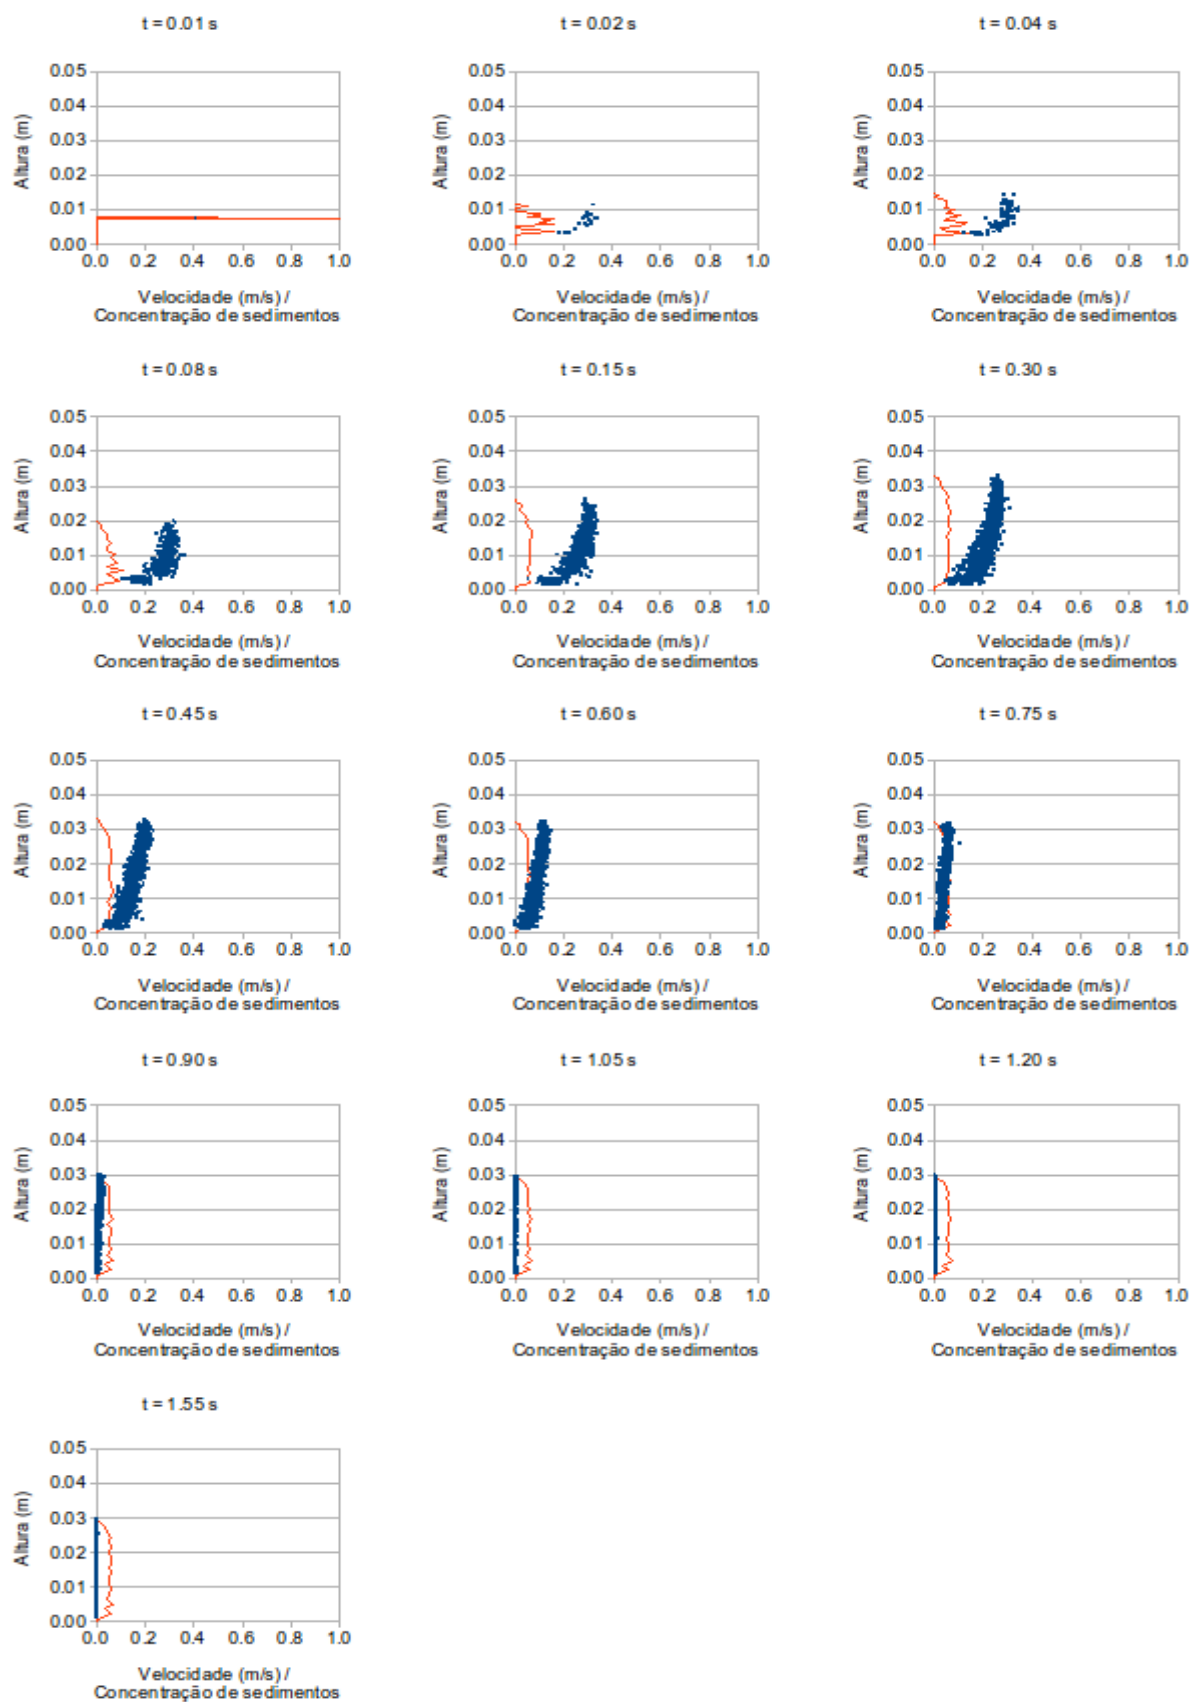 t = 0.01 s
0.05
0.04
0.03
0.02
0.01
0.00
Altura (m)
0.0 0.2 0.4 0.6 0.8 1.0
Velocidade (m/s) /
Concentração de sedimentos
t = 0.02 s
0.05
0.04
0.03
0.02
0.01
0.00
Altura (m)
0.0 0.2 0.4 0.6 0.8 1.0
Velocidade (m/s) /
Concentração de sedimentos
t = 0.04 s
0.05
0.04
0.03
0.02
0.01
0.00
Altura (m)
0.0 0.2 0.4 0.6 0.8 1.0
Velocidade (m/s) /
Concentração de sedimentos
t = 0.08 s
0.05
0.04
0.03
0.02
0.01
0.00
Altura (m)
0.0 0.2 0.4 0.6 0.8 1.0
Velocidade (m/s) /
Concentração de sedimentos
t = 0.15 s
0.05
0.04
0.03
0.02
0.01
0.00
Altura (m)
0.0 0.2 0.4 0.6 0.8 1.0
Velocidade (m/s) /
Concentração de sedimentos
t = 0.30 s
0.05
0.04
0.03
0.02
0.01
0.00
Altura (m)
0.0 0.2 0.4 0.6 0.8 1.0
Velocidade (m/s) /
Concentração de sedimentos
t = 0.45 s
0.05
0.04
0.03
0.02
0.01
0.00
Altura (m)
0.0 0.2 0.4 0.6 0.8 1.0
Velocidade (m/s) /
Concentração de sedimentos
t = 0.60 s
0.05
0.04
0.03
0.02
0.01
0.00
Altura (m)
0.0 0.2 0.4 0.6 0.8 1.0
Velocidade (m/s) /
Concentração de sedimentos
t = 0.75 s
0.05
0.04
0.03
0.02
0.01
0.00
Altura (m)
0.0 0.2 0.4 0.6 0.8 1.0
Velocidade (m/s) /
Concentração de sedimentos
t = 0.90 s
0.05
0.04
0.03
0.02
0.01
0.00
Altura (m)
0.0 0.2 0.4 0.6 0.8 1.0
Velocidade (m/s) /
Concentração de sedimentos
t = 1.05 s
0.05
0.04
0.03
0.02
0.01
0.00
Altura (m)
0.0 0.2 0.4 0.6 0.8 1.0
Velocidade (m/s) /
Concentração de sedimentos
t = 1.20 s
0.05
0.04
0.03
0.02
0.01
0.00
Altura (m)
0.0 0.2 0.4 0.6 0.8 1.0
Velocidade (m/s) /
Concentração de sedimentos
t = 1.55 s
0.05
0.04
0.03
0.02
0.01
0.00
Altura (m)
0.0 0.2 0.4 0.6 0.8 1.0
Velocidade (m/s) /
Concentração de sedimentos